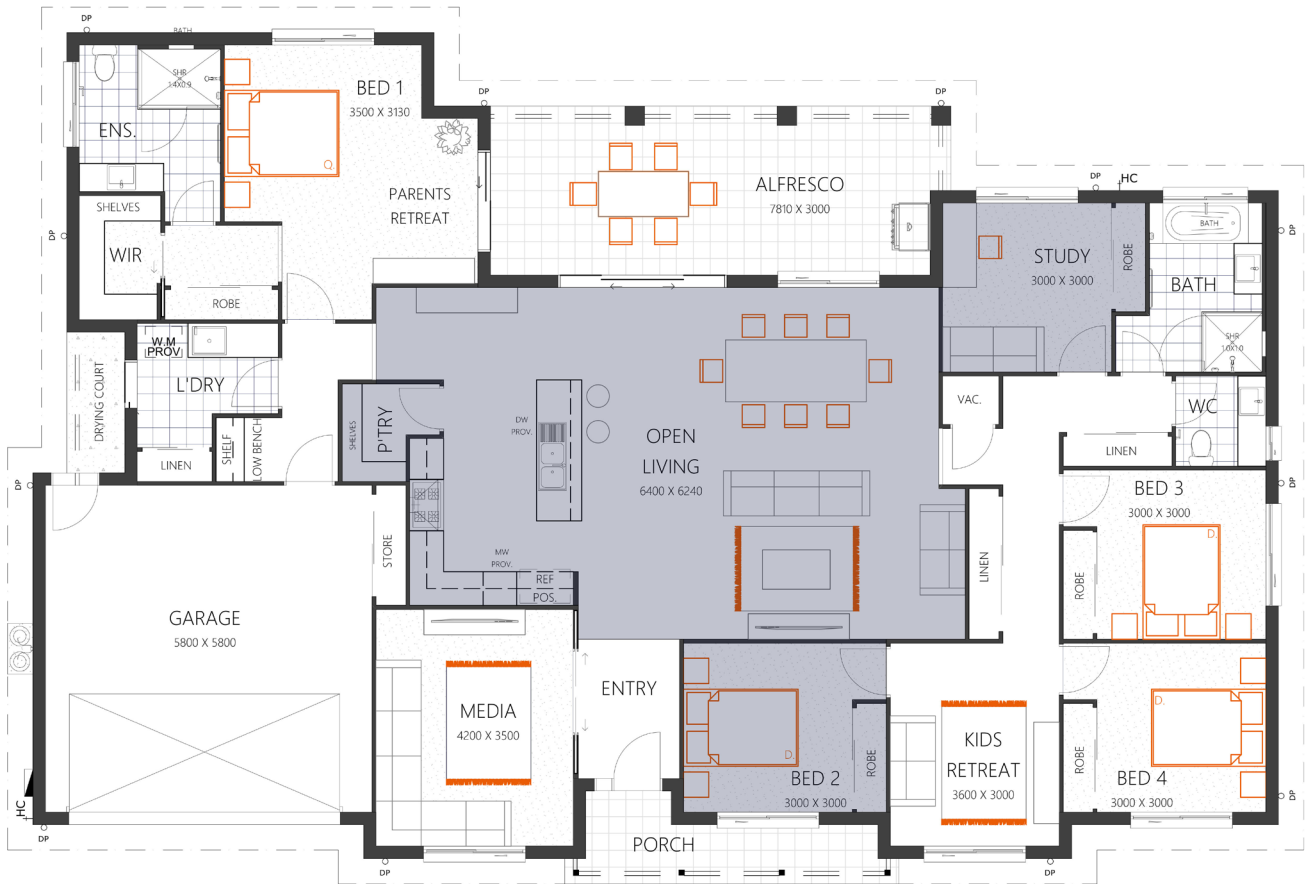 DP
BATH
SHR
1.4X0.9
BED 1
3500 X 3130
ENS.
PARENTS
RETREAT
SHELVES
WIR
ROBE
DP
DP
DP
ALFRESCO
7810 X 3000
DP
HC
STUDY
3000 X 3000
ROBE
BATH
BATH
DP
SHR
1.0X1.0
W.M
PROV
L'DRY
DRYING COURT
LINEN
SHELF
LOW BENCH
SHELVES
P'TRY
DW
PROV.
OPEN
LIVING
6400 X 6240
VAC.
WC
LINEN
DP
DP
BED 3
3000 X 3000
D.
ROBE
LINEN
STORE
MW
PROV.
REF
POS.
GARAGE
5800 X 5800
MEDIA
4200 X 3500
ENTRY
D.
BED 2
3000 X 3000
ROBE
KIDS
RETREAT
3600 X 3000
D.
ROBE
BED 4
3000 X 3000
DP
HC
DP
PORCH
DP
DP
Q.